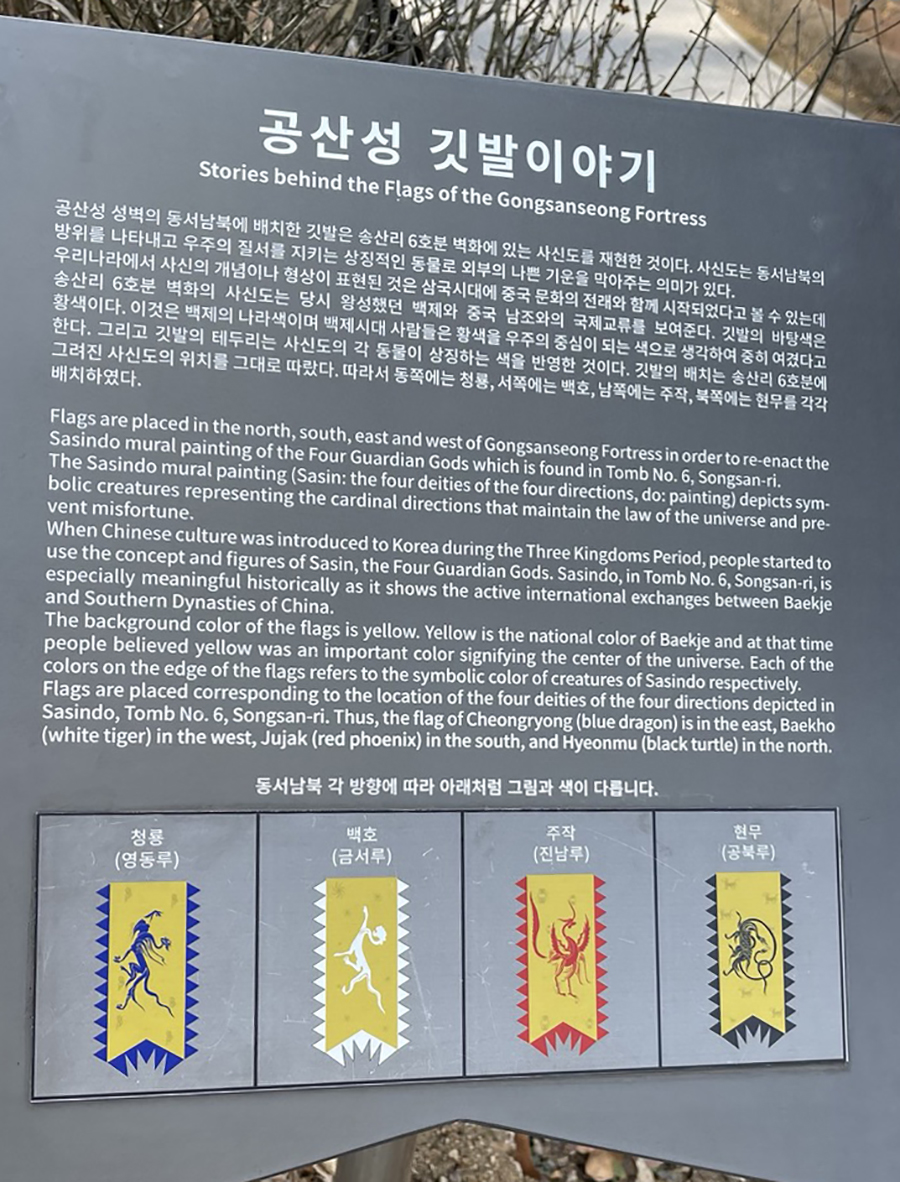 공산성 깃발이야기
Stories behind the Flags of the Gongsanseong Fortress
공산성 성벽의 동서남북에 배치한 깃발은 송산리 6호분 벽화에 있는 사신도를 재현한 것이다. 사신도는 동서남북의
방위를 나타내고 우주의 질서를 지키는 상징적인 동물로 외부의 나쁜 기운을 막아주는 의미가 있다.
우리나라에서 사신의 개념이나 형상이 표현된 것은 삼국시대에 중국 문화의 전래와 함께 시작되었다고 볼 수 있는데
송산리 6호분 벽화의 사신도는 당시 왕성했던 백제와 중국 남조와의 국제교류를 보여준다. 깃발의 바탕색은
황색이다. 이것은 백제의 나라색이며 백제시대 사람들은 황색을 우주의 중심이 되는 색으로 생각하여 중히 여겼다고
한다. 그리고 깃발의 테두리는 사신도의 각 동물이 상징하는 색을 반영한 것이다. 깃발의 배치는 송산리 6호분에
그려진 사신도의 위치를 그대로 따랐다. 따라서 동쪽에는 청룡, 서쪽에는 백호, 남쪽에는 주작, 북쪽에는 현무를 각각
배치하였다.
Flags are placed in the north, south, east and west of Gongsanseong Fortress in order to re-enact the
Sasindo mural painting of the Four Guardian Gods which is found in Tomb No. 6, Songsan-ri.
The Sasindo mural painting (Sasin: the four deities of the four directions, do: painting) depicts sym-
bolic creatures representing the cardinal directions that maintain the law of the universe and pre-
vent misfortune.
When Chinese culture was introduced to Korea during the Three Kingdoms Period, people started to
use the concept and figures of Sasin, the Four Guardian Gods. Sasindo, in Tomb No. 6, Songsan-ri, is
especially meaningful historically as it shows the active international exchanges between Baekje
and Southern Dynasties of China.
The background color of the flags is yellow. Yellow is the national color of Baekje and at that time
people believed yellow was an important color signifying the center of the universe. Each of the
colors on the edge of the flags refers to the symbolic color of creatures of Sasindo respectively.
Flags are placed corresponding to the location of the four deities of the four directions depicted in
Sasindo, Tomb No. 6, Songsan-ri. Thus, the flag of Cheongryong (blue dragon) is in the east, Baekho
(white tiger) in the west, Jujak (red phoenix) in the south, and Hyeonmu (black turtle) in the north.
동서남북 각 방향에 따라 아래처럼 그림과 색이 다릅니다.
청룡
(영동루)
백호
(금서루)
주작
(진남루)
현무
(공북루)